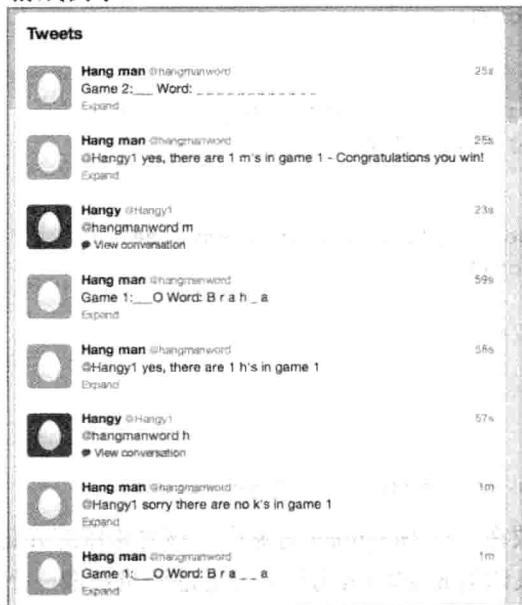 Tweets
Hang man @hangmanword 25s
Game 2:___ Word: _ _ _ _ _ _ _ _ _ _ _ _
Expand
Hang man @hangmanword 25s
@Hangy1 yes, there are 1 m's in game 1 - Congratulations you win!
Expand
Hangy @Hangy1 23s
@hangmanword m
View conversation
Hang man @hangmanword 59s
Game 1:___O Word: B r a h _ a
Expand
Hang man @hangmanword 58s
@Hangy1 yes, there are 1 h's in game 1
Expand
Hangy @Hangy1 57s
@hangmanword h
View conversation
Hang man @hangmanword 1m
@Hangy1 sorry there are no k's in game 1
Expand
Hang man @hangmanword 1m
Game 1:___O Word: B r a _ _ a
Expand